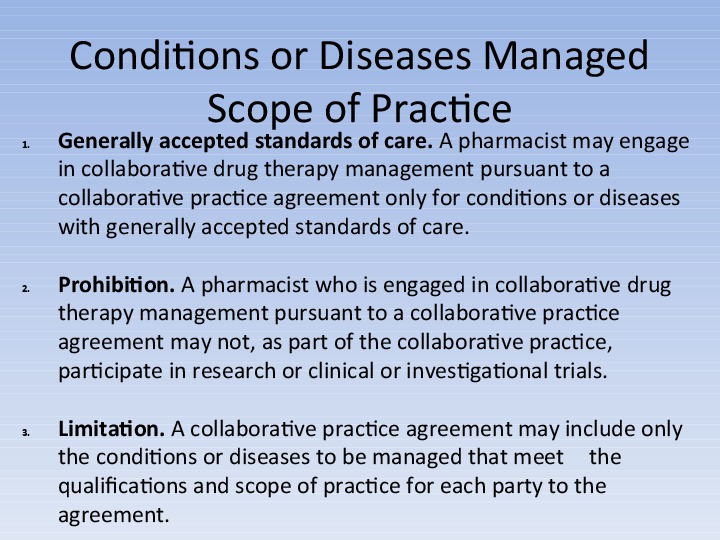 Conditions or Diseases Managed
Scope of Practice
1. Generally accepted standards of care. A pharmacist may engage
in collaborative drug therapy management pursuant to a
collaborative practice agreement only for conditions or diseases
with generally accepted standards of care.
2. Prohibition. A pharmacist who is engaged in collaborative drug
therapy management pursuant to a collaborative practice
agreement may not, as part of the collaborative practice,
participate in research or clinical or investigational trials.
3. Limitation. A collaborative practice agreement may include only
the conditions or diseases to be managed that meet the
qualifications and scope of practice for each party to the
agreement.